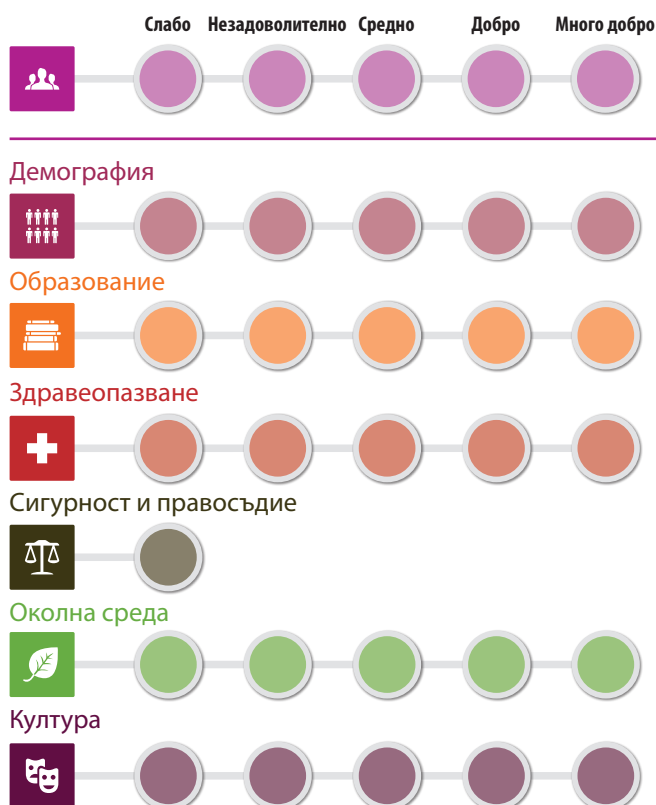 Слабо Незадоволително Средно Добро Много добро
Демография
Образование
Здравеопазване
Сигурност и правосъдие
Околна среда
Култура